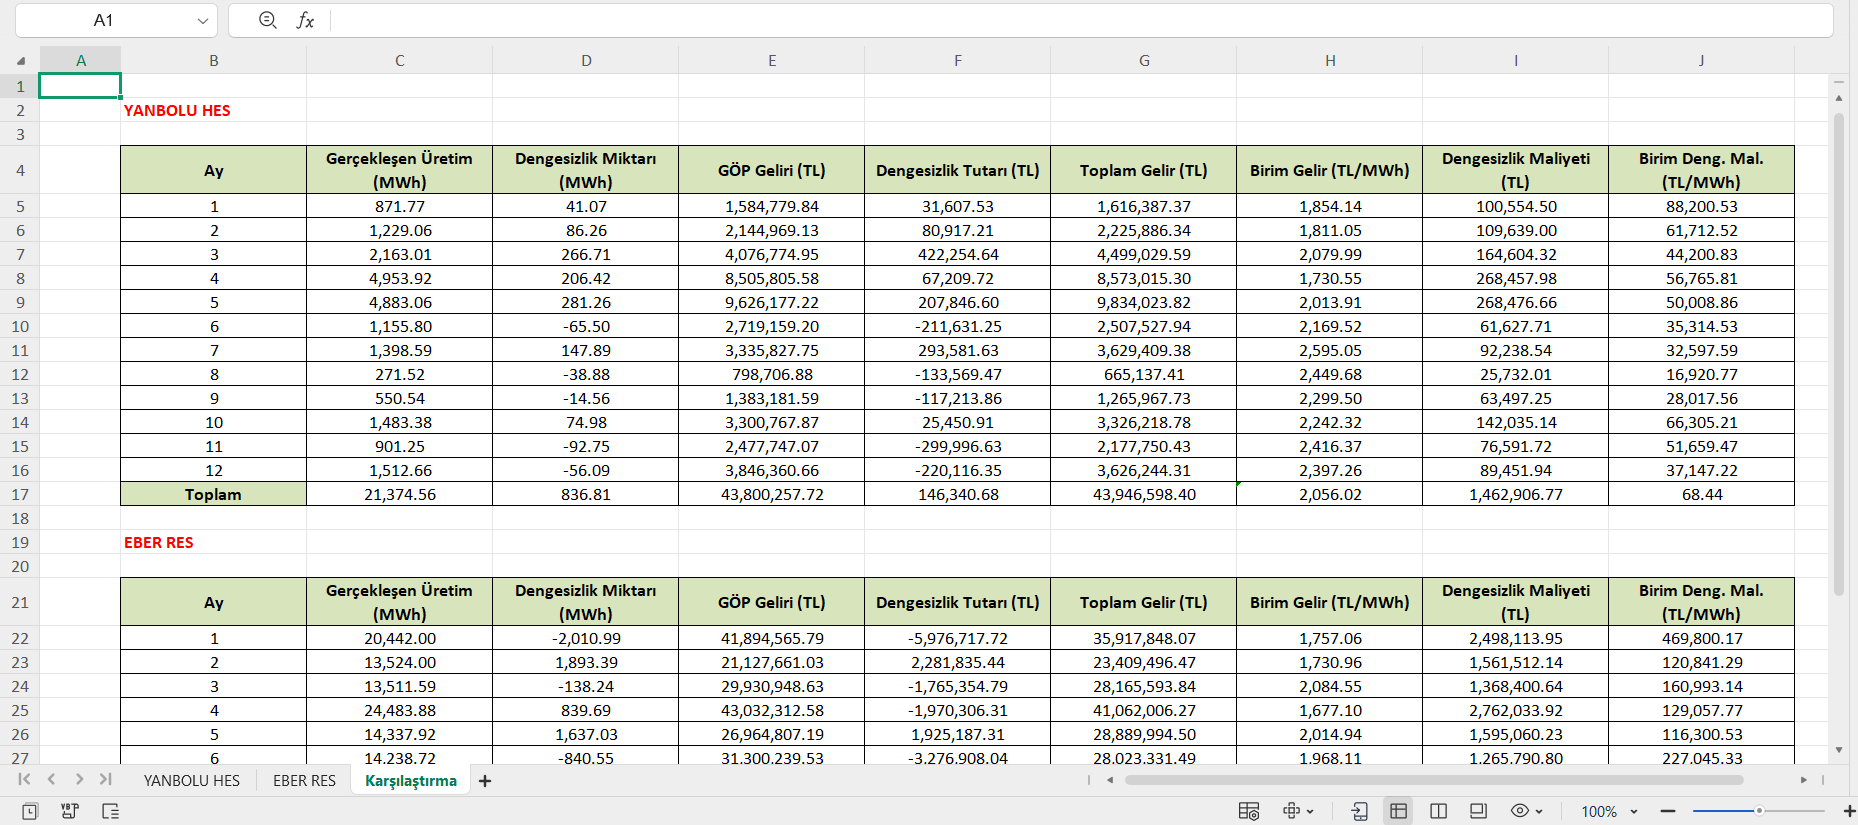 A1
fx
A B C D E F G H I J
1
2 YANBOLU HES
3
4 Ay Gerçekleşen Üretim (MWh) Dengesizlik Miktarı (MWh) GÖP Geliri (TL) Dengesizlik Tutarı (TL) Toplam Gelir (TL) Birim Gelir (TL/MWh) Dengesizlik Maliyeti (TL) Birim Deng. Mal. (TL/MWh)
5 1 871.77 41.07 1,584,779.84 31,607.53 1,616,387.37 1,854.14 100,554.50 88,200.53
6 2 1,229.06 86.26 2,144,969.13 80,917.21 2,225,886.34 1,811.05 109,639.00 61,712.52
7 3 2,163.01 266.71 4,076,774.95 422,254.64 4,499,029.59 2,079.99 164,604.32 44,200.83
8 4 4,953.92 206.42 8,505,805.58 67,209.72 8,573,015.30 1,730.55 268,457.98 56,765.81
9 5 4,883.06 281.26 9,626,177.22 207,846.60 9,834,023.82 2,013.91 268,476.66 50,008.86
10 6 1,155.80 -65.50 2,719,159.20 -211,631.25 2,507,527.94 2,169.52 61,627.71 35,314.53
11 7 1,398.59 147.89 3,335,827.75 293,581.63 3,629,409.38 2,595.05 92,238.54 32,597.59
12 8 271.52 -38.88 798,706.88 -133,569.47 665,137.41 2,449.68 25,732.01 16,920.77
13 9 550.54 -14.56 1,383,181.59 -117,213.86 1,265,967.73 2,299.50 63,497.25 28,017.56
14 10 1,483.38 74.98 3,300,767.87 25,450.91 3,326,218.78 2,242.32 142,035.14 66,305.21
15 11 901.25 -92.75 2,477,747.07 -299,996.63 2,177,750.43 2,416.37 76,591.72 51,659.47
16 12 1,512.66 -56.09 3,846,360.66 -220,116.35 3,626,244.31 2,397.26 89,451.94 37,147.22
17 Toplam 21,374.56 836.81 43,800,257.72 146,340.68 43,946,598.40 2,056.02 1,462,906.77 68.44
18
19 EBER RES
20
21 Ay Gerçekleşen Üretim (MWh) Dengesizlik Miktarı (MWh) GÖP Geliri (TL) Dengesizlik Tutarı (TL) Toplam Gelir (TL) Birim Gelir (TL/MWh) Dengesizlik Maliyeti (TL) Birim Deng. Mal. (TL/MWh)
22 1 20,442.00 -2,010.99 41,894,565.79 -5,976,717.72 35,917,848.07 1,757.06 2,498,113.95 469,800.17
23 2 13,524.00 1,893.39 21,127,661.03 2,281,835.44 23,409,496.47 1,730.96 1,561,512.14 120,841.29
24 3 13,511.59 -138.24 29,930,948.63 -1,765,354.79 28,165,593.84 2,084.55 1,368,400.64 160,993.14
25 4 24,483.88 839.69 43,032,312.58 -1,970,306.31 41,062,006.27 1,677.10 2,762,033.92 129,057.77
26 5 14,337.92 1,637.03 26,964,807.19 1,925,187.31 28,889,994.50 2,014.94 1,595,060.23 116,300.53
27 6 14,238.72 -840.55 31,300,239.53 -3,276,908.04 28,023,331.49 1,968.11 1,265,790.80 227,045.33
YANBOLU HES EBER RES Karşılaştırma
100%